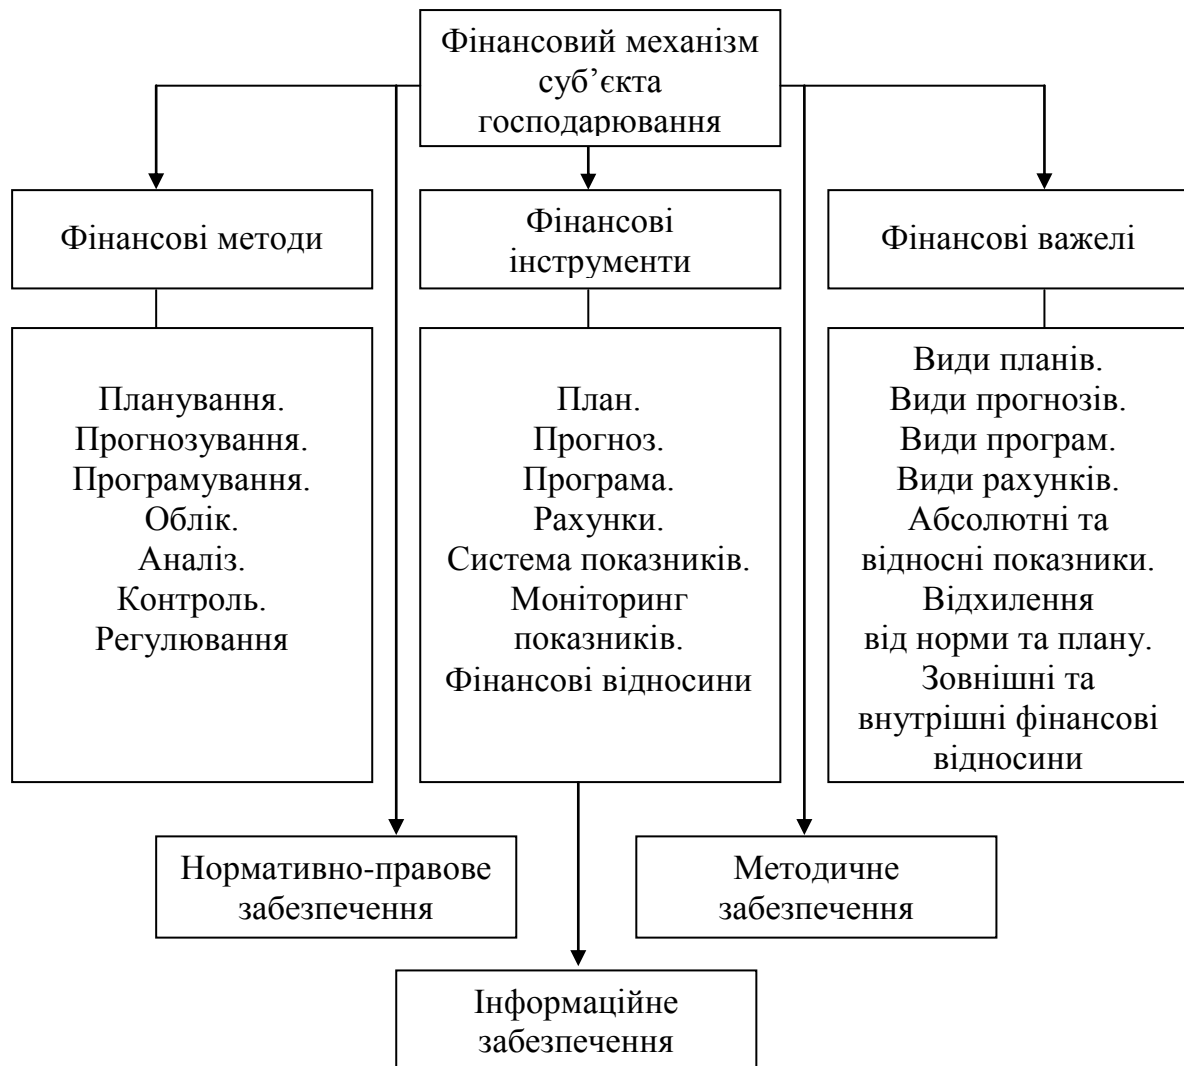 Фінансовий механізм
суб’єкта
господарювання
Фінансові методи
Фінансові
інструменти
Фінансові важелі
Планування.
Прогнозування.
Програмування.
Облік.
Аналіз.
Контроль.
Регулювання
План.
Прогноз.
Програма.
Рахунки.
Система показників.
Моніторинг
показників.
Фінансові відносини
Види планів.
Види прогнозів.
Види програм.
Види рахунків.
Абсолютні та
відносні показники.
Відхилення
від норми та плану.
Зовнішні та
внутрішні фінансові
відносини
Нормативно-правове
забезпечення
Методичне
забезпечення
Інформаційне
забезпечення